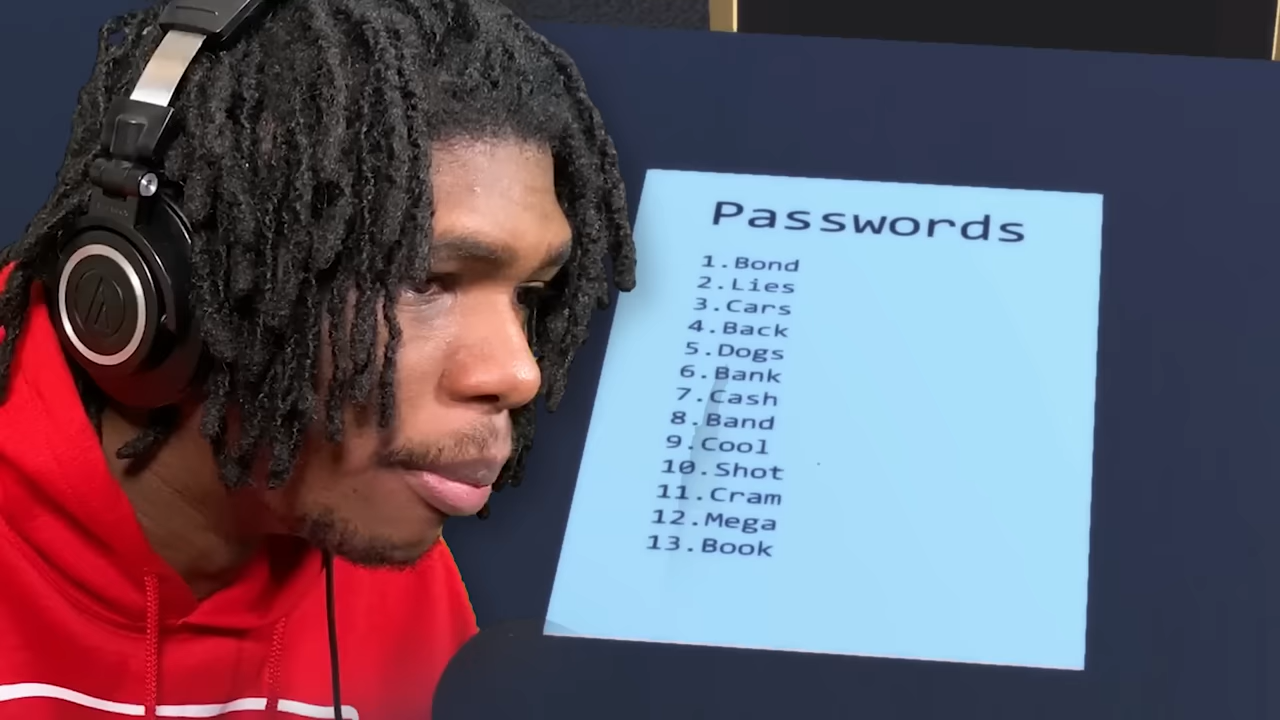 Passwords
1.Bond
2.Lies
3.Cars
4.Back
5.Dogs
6.Bank
7.Cash
8.Band
9.Cool
10.Shot
11.Cram
12.Mega
13.Book